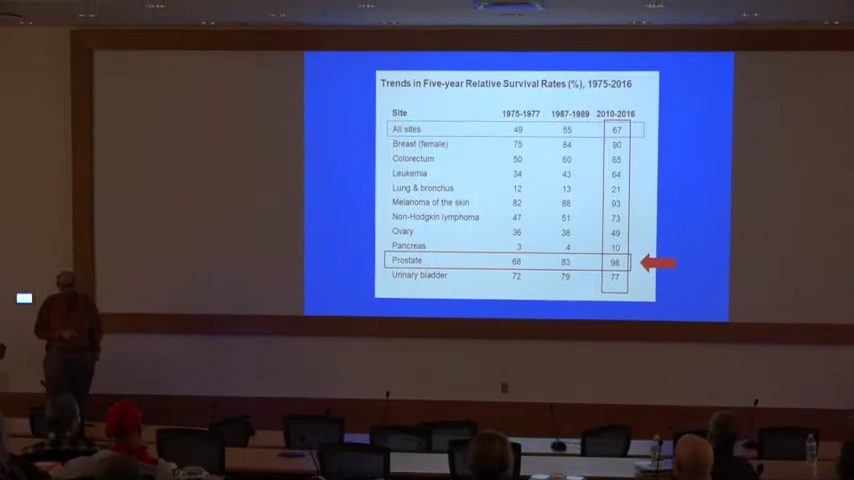 Trends in Five-year Relative Survival Rates (%), 1975-2016
Site 1975-1977 1987-1989 2010-2016
All sites 49 55 67
Breast (female) 75 84 90
Colorectum 50 60 65
Leukemia 34 43 64
Lung & bronchus 12 13 21
Melanoma of the skin 82 88 93
Non-Hodgkin lymphoma 47 51 73
Ovary 36 38 49
Pancreas 3 4 10
Prostate 68 83 98
Urinary bladder 72 79 77